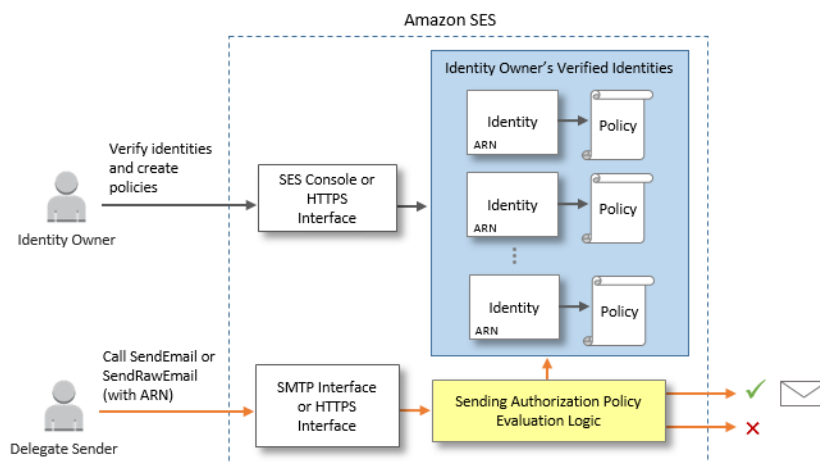 Amazon SES
Identity Owner's Verified Identities
Identity
ARN
Policy
Verify identities
and create
policies
SES Console or
HTTPS
Interface
Identity
ARN
Policy
Identity Owner
Identity
ARN
Policy
Call SendEmail or
SendRawEmail
(with ARN)
SMTP Interface
or HTTPS
Interface
Sending Authorization Policy
Evaluation Logic
Delegate Sender